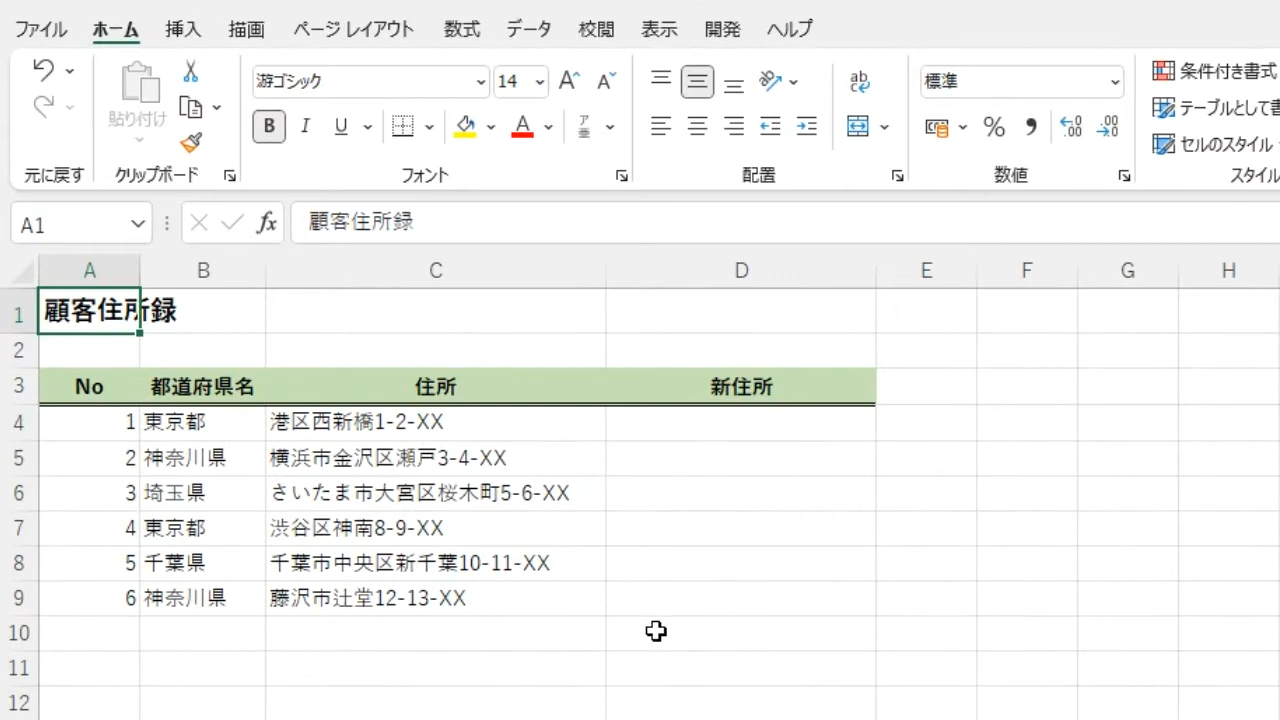 ファイル ホーム 挿入 描画 ページ レイアウト 数式 データ 校閲 表示 開発 ヘルプ
游ゴシック 14 A A ab c 標準 条件付き書式
貼り付け B I U A ア 亜 % 9 .00 .00 テーブルとして
セルのスタイル
元に戻す クリップボード フォント 配置 数値 スタイル
A1 fx 顧客住所録
A B C D E F G H
1 顧客住所録
2
3 No 都道府県名 住所 新住所
4 1 東京都 港区西新橋1-2-XX
5 2 神奈川県 横浜市金沢区瀬戸3-4-XX
6 3 埼玉県 さいたま市大宮区桜木町5-6-XX
7 4 東京都 渋谷区神南8-9-XX
8 5 千葉県 千葉市中央区新千葉10-11-XX
9 6 神奈川県 藤沢市辻堂12-13-XX
10
11
12